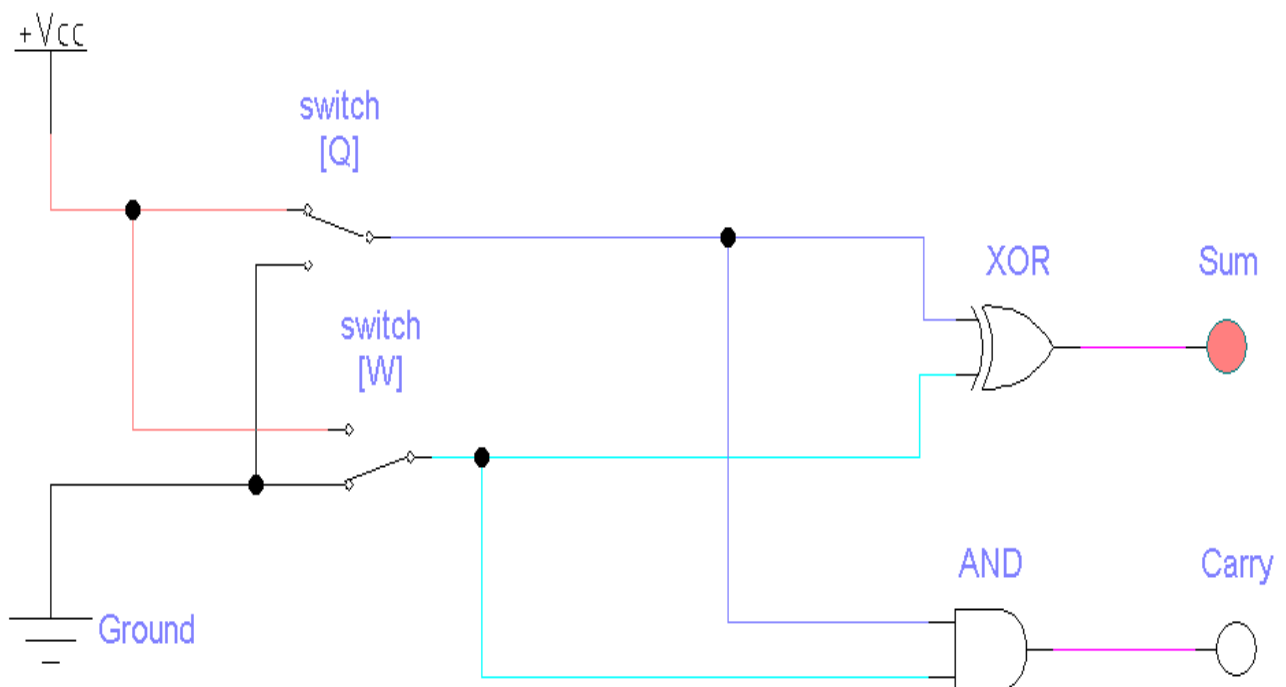 +Vcc
switch
[Q]
switch
[W]
XOR
Sum
AND
Carry
Ground